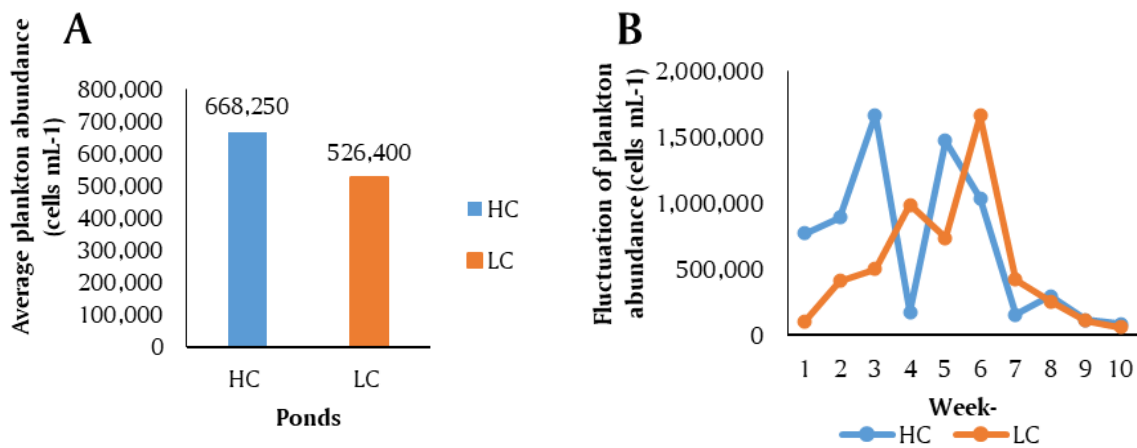 A
Average plankton abundance
(cells mL-1)
800,000
700,000
600,000
500,000
400,000
300,000
200,000
100,000
0
668,250
526,400
HC
LC
Ponds
HC
LC
B
Fluctuation of plankton
abundance (cells mL-1)
2,000,000
1,500,000
1,000,000
500,000
0
1 2 3 4 5 6 7 8 9 10
Week-
HC LC